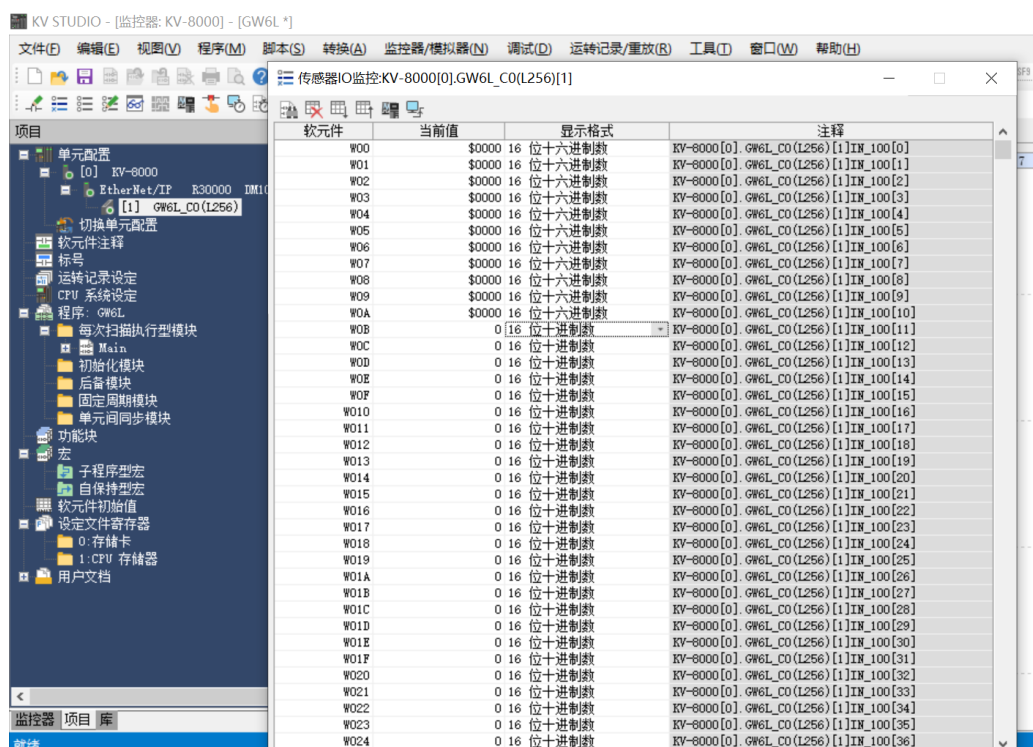 KV STUDIO - [监控器: KV-8000] - [GW6L *]
文件(F) 编辑(E) 视图(V) 程序(M) 脚本(S) 转换(A) 监控器/模拟器(N) 调试(D) 运转记录/重放(R) 工具(T) 窗口(W) 帮助(H)
传感器IO监控:KV-8000[0].GW6L_C0(L256)[1]
项目
单元配置
[0] KV-8000
EtherNet/IP R30000 DM10
[1] GW6L_C0(L256)
切换单元配置
软元件注释
标号
运转记录设定
CPU 系统设定
程序: GW6L
每次扫描执行型模块
Main
初始化模块
后备模块
固定周期模块
单元间同步模块
功能块
宏
子程序型宏
自保持型宏
软元件初始值
设定文件寄存器
0:存储卡
1:CPU 存储器
用户文档
监控器 项目 库
就绪
软元件 当前值 显示格式 注释
W00 $0000 16 位十六进制数 KV-8000[0].GW6L_C0(L256)[1]IN_100[0]
W01 $0000 16 位十六进制数 KV-8000[0].GW6L_C0(L256)[1]IN_100[1]
W02 $0000 16 位十六进制数 KV-8000[0].GW6L_C0(L256)[1]IN_100[2]
W03 $0000 16 位十六进制数 KV-8000[0].GW6L_C0(L256)[1]IN_100[3]
W04 $0000 16 位十六进制数 KV-8000[0].GW6L_C0(L256)[1]IN_100[4]
W05 $0000 16 位十六进制数 KV-8000[0].GW6L_C0(L256)[1]IN_100[5]
W06 $0000 16 位十六进制数 KV-8000[0].GW6L_C0(L256)[1]IN_100[6]
W07 $0000 16 位十六进制数 KV-8000[0].GW6L_C0(L256)[1]IN_100[7]
W08 $0000 16 位十六进制数 KV-8000[0].GW6L_C0(L256)[1]IN_100[8]
W09 $0000 16 位十六进制数 KV-8000[0].GW6L_C0(L256)[1]IN_100[9]
W0A $0000 16 位十六进制数 KV-8000[0].GW6L_C0(L256)[1]IN_100[10]
W0B 0 16 位十进制数 KV-8000[0].GW6L_C0(L256)[1]IN_100[11]
W0C 0 16 位十进制数 KV-8000[0].GW6L_C0(L256)[1]IN_100[12]
W0D 0 16 位十进制数 KV-8000[0].GW6L_C0(L256)[1]IN_100[13]
W0E 0 16 位十进制数 KV-8000[0].GW6L_C0(L256)[1]IN_100[14]
W0F 0 16 位十进制数 KV-8000[0].GW6L_C0(L256)[1]IN_100[15]
W010 0 16 位十进制数 KV-8000[0].GW6L_C0(L256)[1]IN_100[16]
W011 0 16 位十进制数 KV-8000[0].GW6L_C0(L256)[1]IN_100[17]
W012 0 16 位十进制数 KV-8000[0].GW6L_C0(L256)[1]IN_100[18]
W013 0 16 位十进制数 KV-8000[0].GW6L_C0(L256)[1]IN_100[19]
W014 0 16 位十进制数 KV-8000[0].GW6L_C0(L256)[1]IN_100[20]
W015 0 16 位十进制数 KV-8000[0].GW6L_C0(L256)[1]IN_100[21]
W016 0 16 位十进制数 KV-8000[0].GW6L_C0(L256)[1]IN_100[22]
W017 0 16 位十进制数 KV-8000[0].GW6L_C0(L256)[1]IN_100[23]
W018 0 16 位十进制数 KV-8000[0].GW6L_C0(L256)[1]IN_100[24]
W019 0 16 位十进制数 KV-8000[0].GW6L_C0(L256)[1]IN_100[25]
W01A 0 16 位十进制数 KV-8000[0].GW6L_C0(L256)[1]IN_100[26]
W01B 0 16 位十进制数 KV-8000[0].GW6L_C0(L256)[1]IN_100[27]
W01C 0 16 位十进制数 KV-8000[0].GW6L_C0(L256)[1]IN_100[28]
W01D 0 16 位十进制数 KV-8000[0].GW6L_C0(L256)[1]IN_100[29]
W01E 0 16 位十进制数 KV-8000[0].GW6L_C0(L256)[1]IN_100[30]
W01F 0 16 位十进制数 KV-8000[0].GW6L_C0(L256)[1]IN_100[31]
W020 0 16 位十进制数 KV-8000[0].GW6L_C0(L256)[1]IN_100[32]
W021 0 16 位十进制数 KV-8000[0].GW6L_C0(L256)[1]IN_100[33]
W022 0 16 位十进制数 KV-8000[0].GW6L_C0(L256)[1]IN_100[34]
W023 0 16 位十进制数 KV-8000[0].GW6L_C0(L256)[1]IN_100[35]
W024 0 16 位十进制数 KV-8000[0].GW6L_C0(L256)[1]IN_100[36]
7